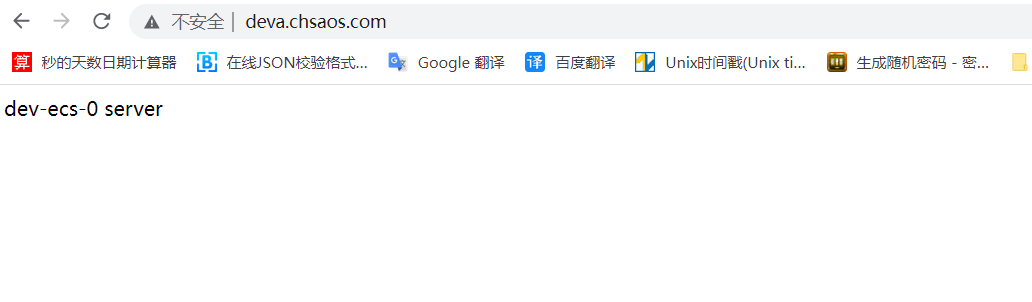 不安全 | deva.chsaos.com
算 秒的天数日期计算器 B 在线JSON校验格式... G 文 Google 翻译 译 百度翻译 Unix时间戳(Unix ti... 生成随机密码 - 密...
dev-ecs-0 server